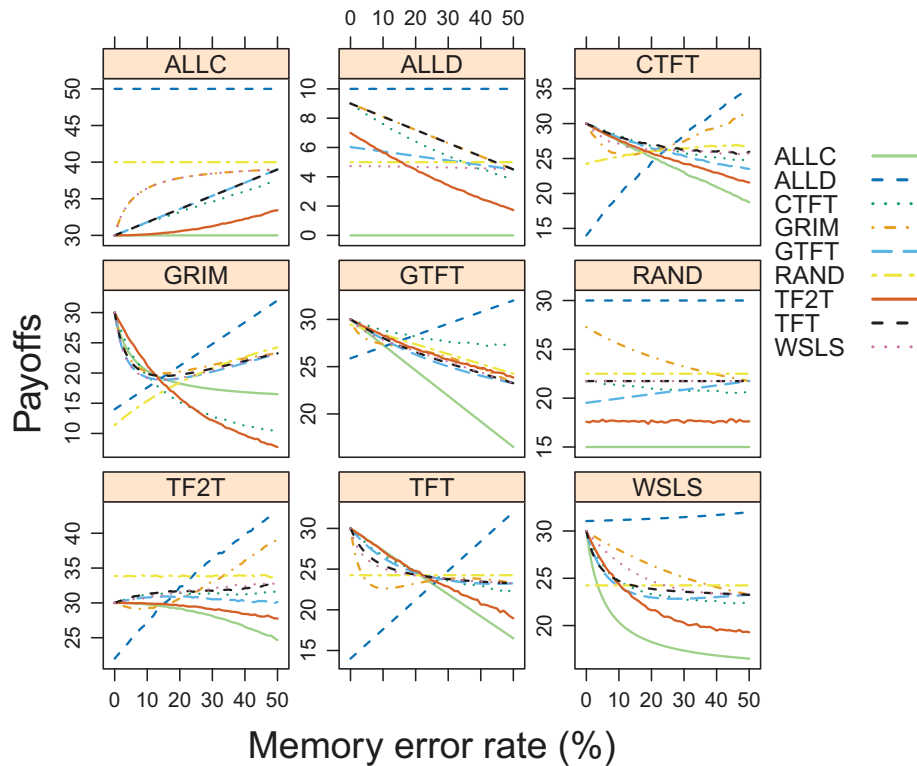 0 10 20 30 40 50
ALLC ALLD CTFT
30 35 40 45 50
0 2 4 6 8 10
15 20 25 30 35
GRIM GTFT RAND
10 15 20 25 30
20 25 30
15 20 25 30
TF2T TFT WSLS
25 30 35 40
15 20 25 30
20 25 30
0 10 20 30 40 50
0 10 20 30 40 50
0 10 20 30 40 50
Payoffs
Memory error rate (%)
ALLC
ALLD
CTFT
GRIM
GTFT
RAND
TF2T
TFT
WSLS